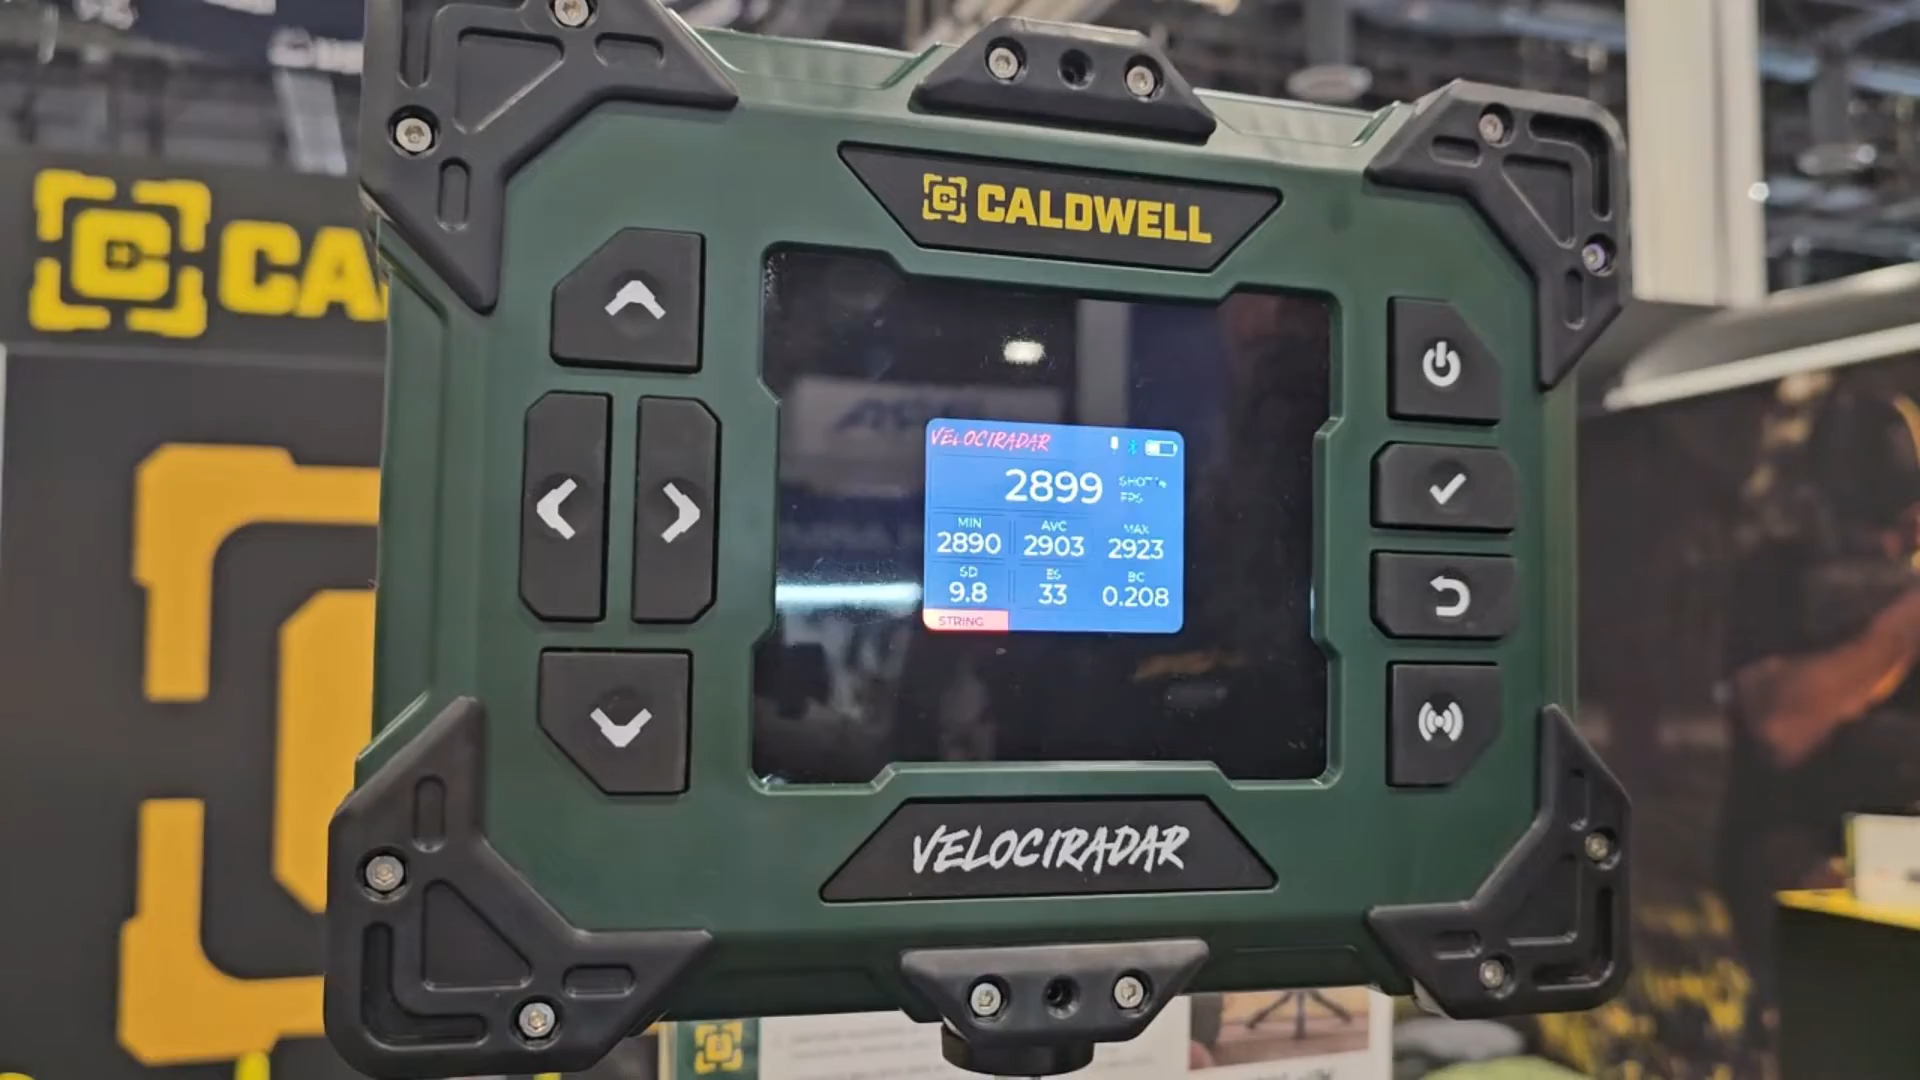 CALDWELL
VELOCIRADAR
2899
FPS
MIN AVG MAX
2890 2903 2923
SD ES BC
9.8 33 0.208
STRING
VELOCIRADAR
CA